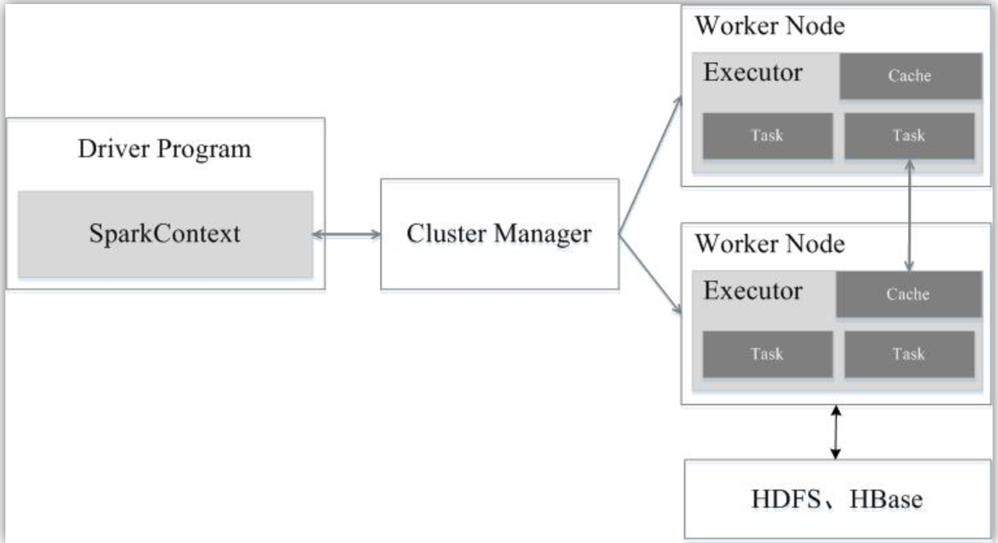 Driver Program
SparkContext
Cluster Manager
Worker Node
Executor
Cache
Task
Task
Worker Node
Executor
Cache
Task
Task
HDFS、HBase